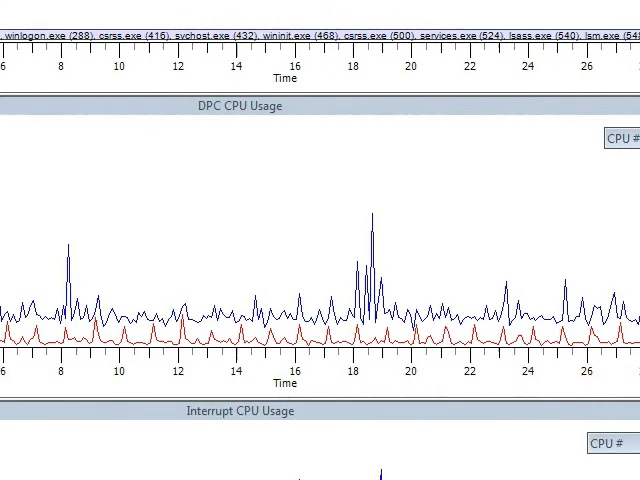 , winlogon.exe (288), csrss.exe (416), svchost.exe (432), wininit.exe (468), csrss.exe (500), services.exe (524), lsass.exe (540), lsm.exe (548
6 8 10 12 14 16 18 20 22 24 26
Time
DPC CPU Usage
CPU #
6 8 10 12 14 16 18 20 22 24 26
Time
Interrupt CPU Usage
CPU #